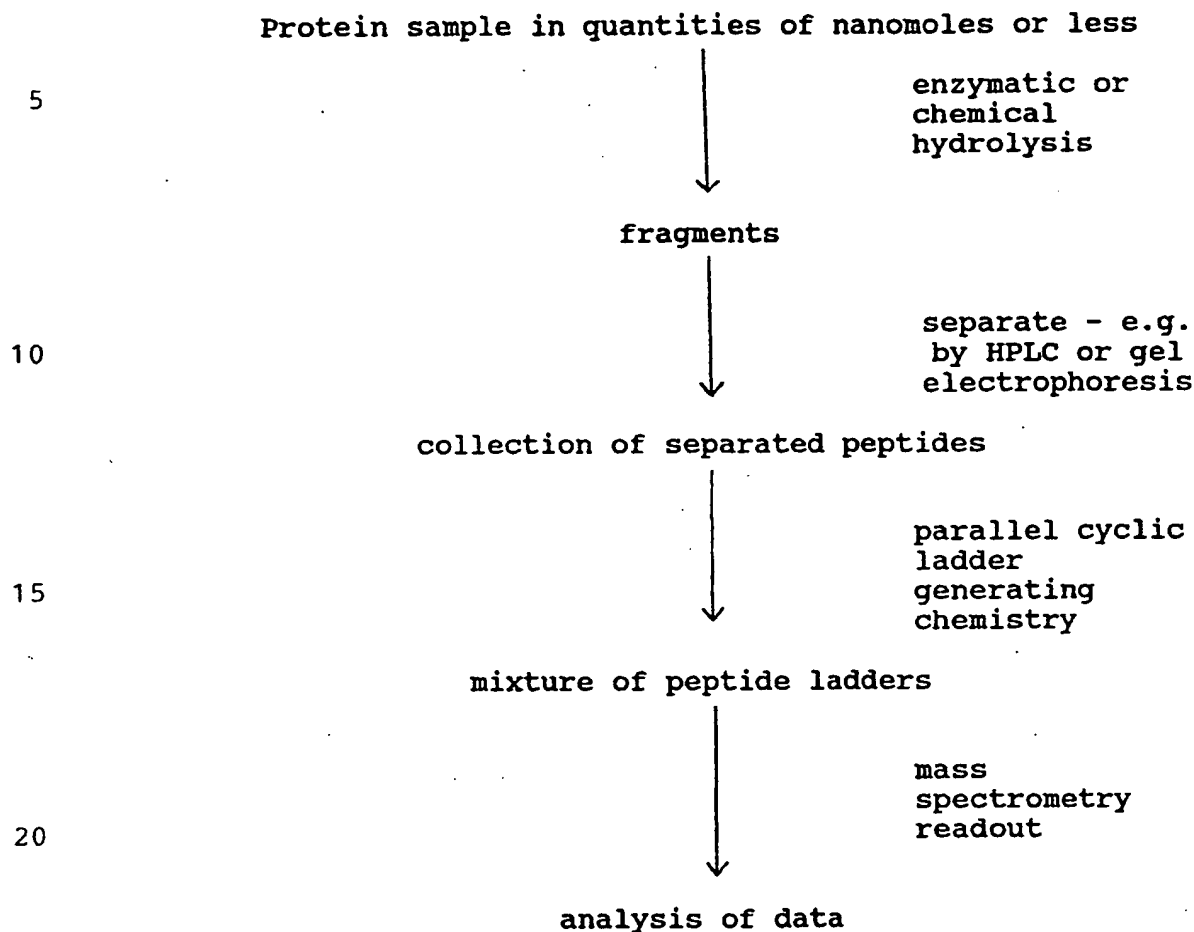 Protein sample in quantities of nanomoles or less
5
enzymatic or
chemical
hydrolysis
fragments
separate - e.g.
10
by HPLC or gel
electrophoresis
collection of separated peptides
parallel cyclic
ladder
15
generating
chemistry
mixture of peptide ladders
mass
spectrometry
20
readout
analysis of data